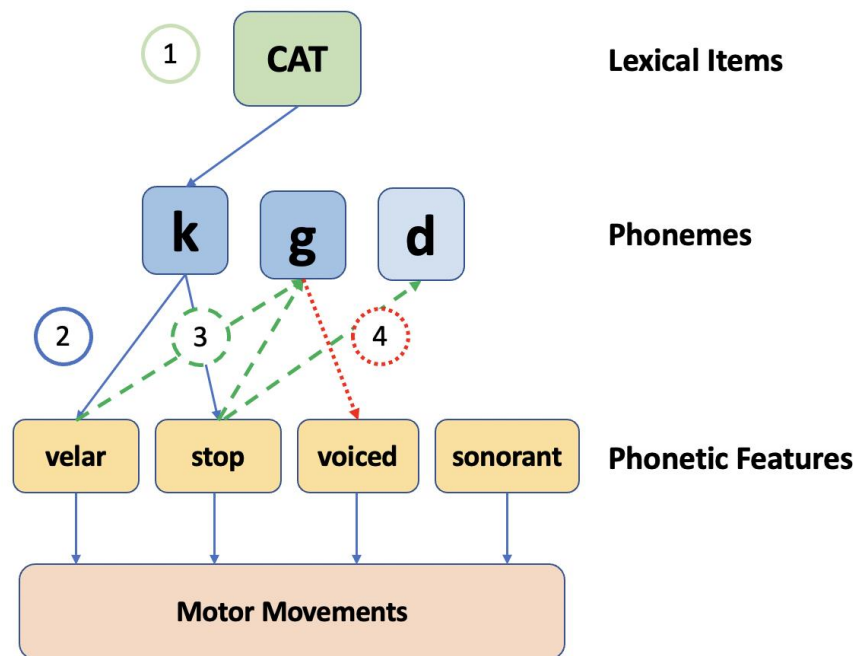 1
CAT
Lexical Items
k
g
d
Phonemes
2
3
4
velar
stop
voiced
sonorant
Phonetic Features
Motor Movements